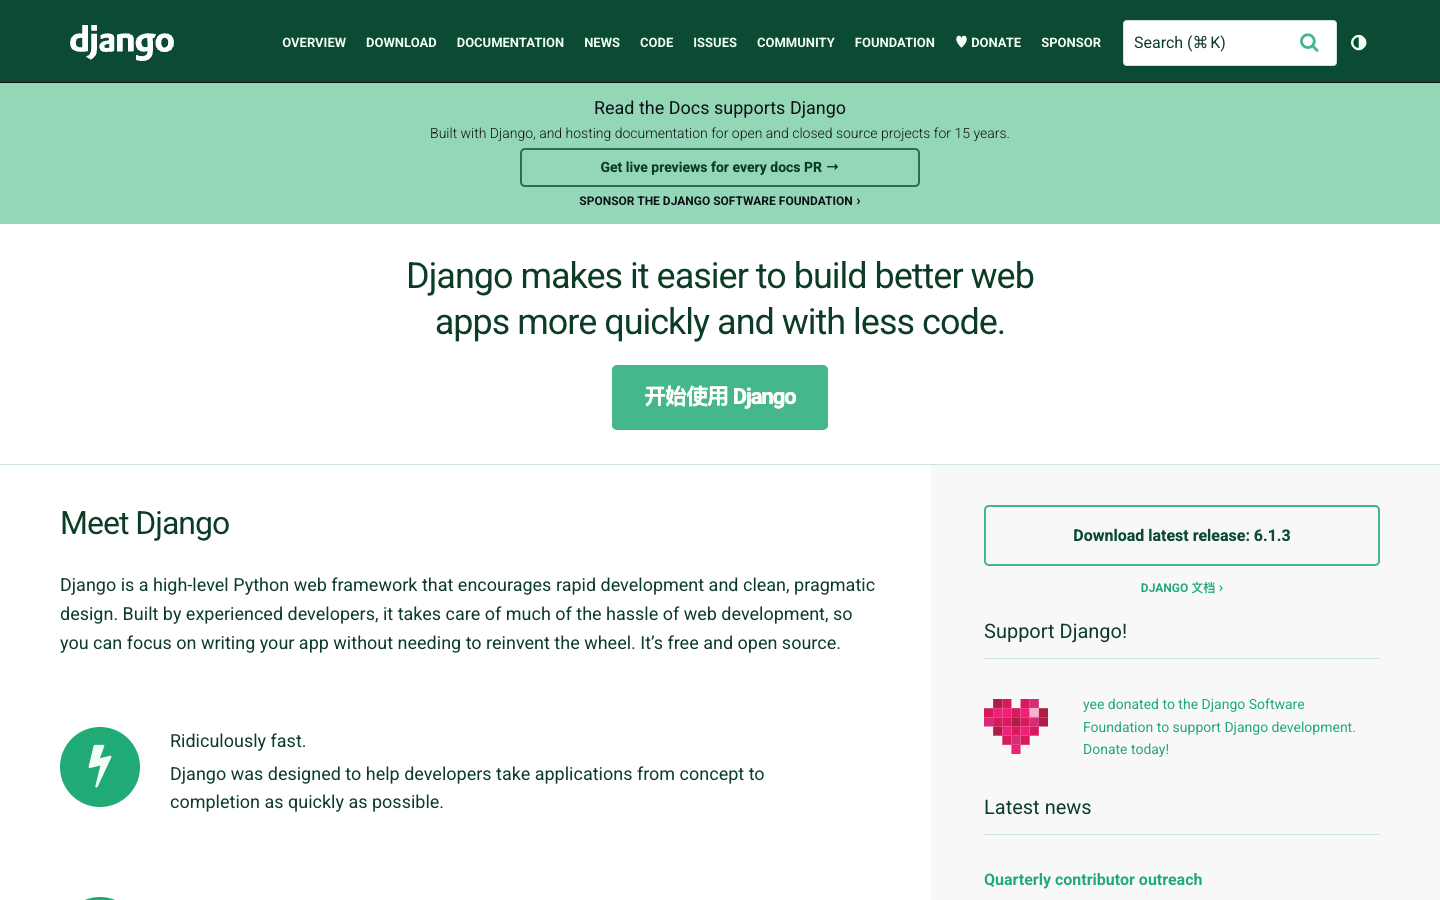 django
OVERVIEW DOWNLOAD DOCUMENTATION NEWS CODE ISSUES COMMUNITY FOUNDATION ♥ DONATE SPONSOR
Search (⌘K)
Read the Docs supports Django
Built with Django, and hosting documentation for open and closed source projects for 15 years.
Get live previews for every docs PR →
SPONSOR THE DJANGO SOFTWARE FOUNDATION ›
Django makes it easier to build better web
apps more quickly and with less code.
开始使用 Django
Meet Django
Django is a high-level Python web framework that encourages rapid development and clean, pragmatic
design. Built by experienced developers, it takes care of much of the hassle of web development, so
you can focus on writing your app without needing to reinvent the wheel. It’s free and open source.
Ridiculously fast.
Django was designed to help developers take applications from concept to
completion as quickly as possible.
Download latest release: 6.1.3
DJANGO 文档 ›
Support Django!
yee donated to the Django Software
Foundation to support Django development.
Donate today!
Latest news
Quarterly contributor outreach